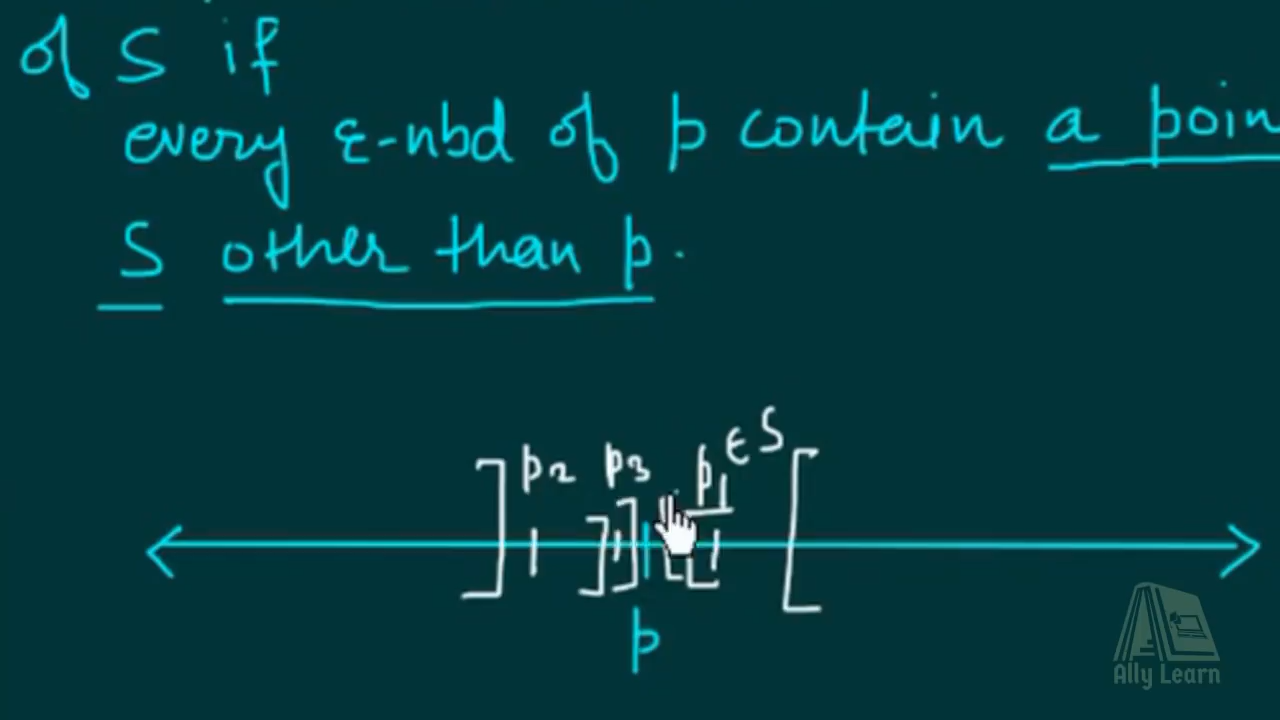 of S if
every ε-nbd of p contain a poin
S other than p.
p2 p3 p1 ∈ S
p
Ally Learn